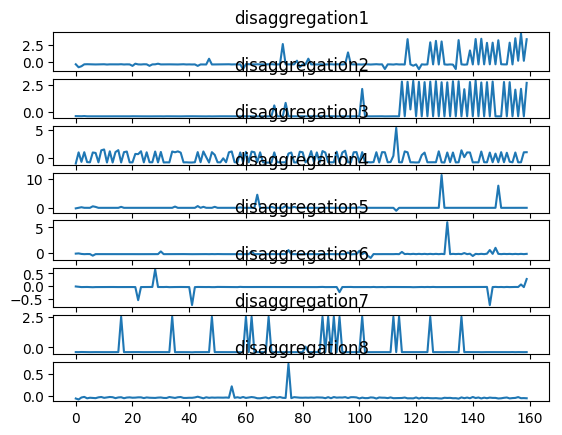 disaggregation1
2.5
0.0
disaggregation2
2.5
0.0
disaggregation3
5
0
disaggregation4
10
0
disaggregation5
5
0
disaggregation6
0.5
0.0
−0.5
disaggregation7
2.5
0.0
disaggregation8
0.5
0.0
0 20 40 60 80 100 120 140 160